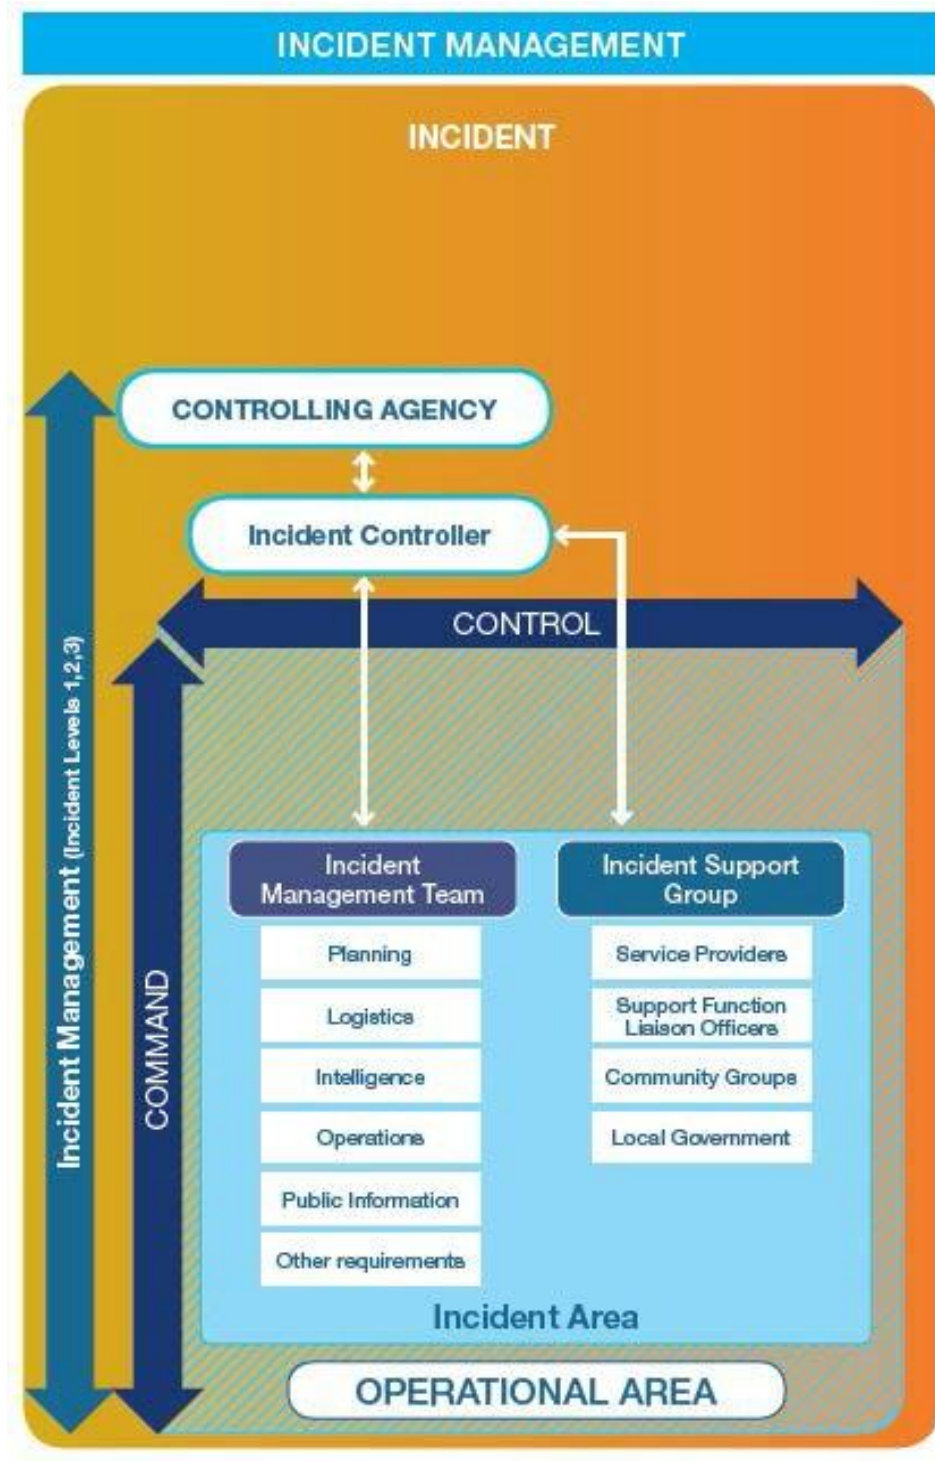 INCIDENT MANAGEMENT
INCIDENT
CONTROLLING AGENCY
Incident Controller
CONTROL
Incident Management (Incident Levels 1,2,3)
COMMAND
Incident
Management Team
Planning
Logistics
Intelligence
Operations
Public Information
Other requirements
Incident Support
Group
Service Providers
Support Function
Liaison Officers
Community Groups
Local Government
Incident Area
OPERATIONAL AREA